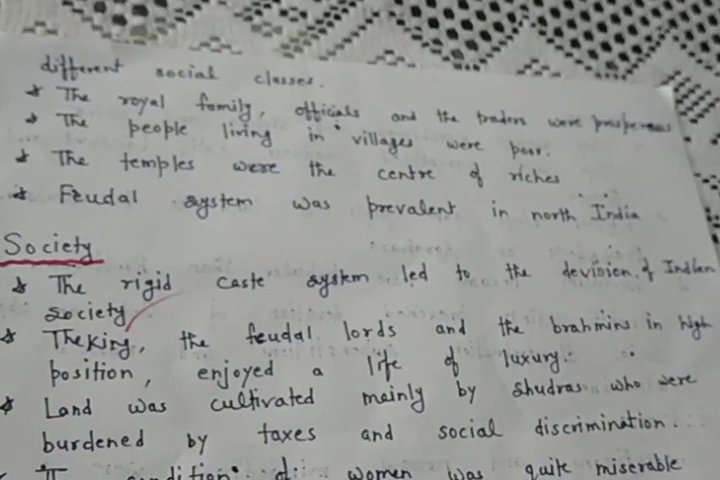 different social classes.
* The royal family, officials and the traders were prosperous
* The people living in villages were poor.
* The temples were the centre of riches
* Feudal system was prevalent in north India
Society
* The rigid caste system led to the devision of Indian
society
* The King, the feudal lords and the brahmins in high
position, enjoyed a life of luxury.
* Land was cultivated mainly by shudras who were
burdened by taxes and social discrimination.
condition of women was quite miserable